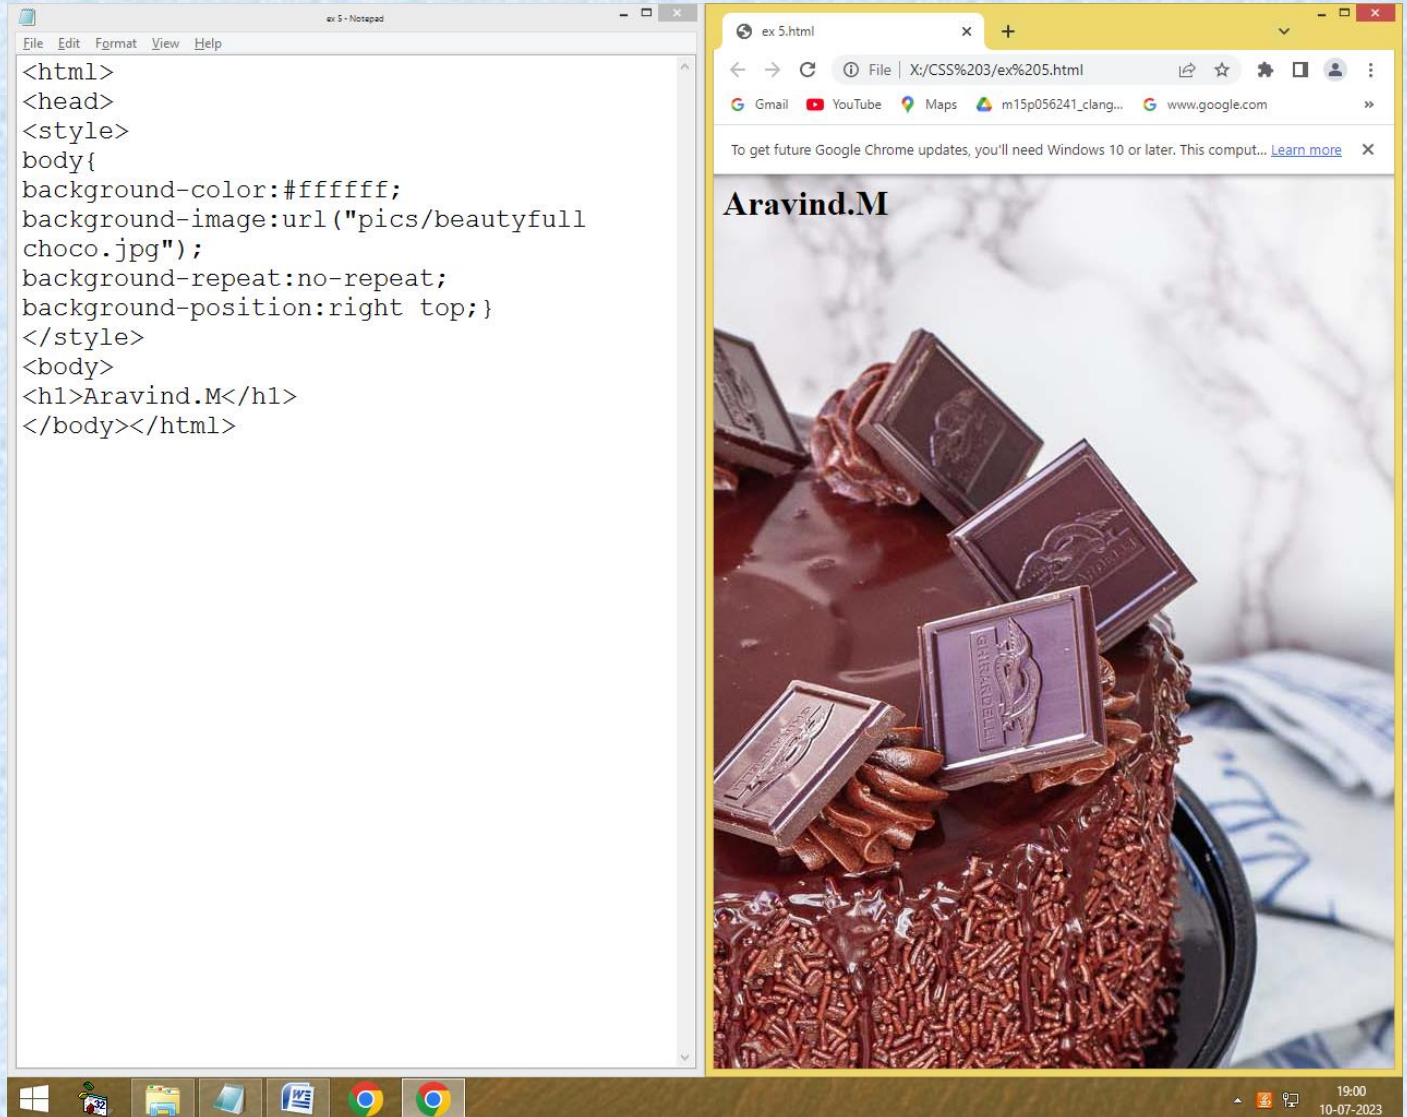 ex 5 - Notepad
File Edit Format View Help
<html>
<head>
<style>
body{
background-color:#ffffff;
background-image:url("pics/beautyfull
choco.jpg");
background-repeat:no-repeat;
background-position:right top;}
</style>
<body>
<h1>Aravind.M</h1>
</body></html>
ex 5.html
File X:/CSS%203/ex%205.html
Gmail YouTube Maps m15p056241_clang... www.google.com
To get future Google Chrome updates, you'll need Windows 10 or later. This comput... Learn more
Aravind.M
GHIRARDELLI
GHIRARDELLI
19:00
10-07-2023